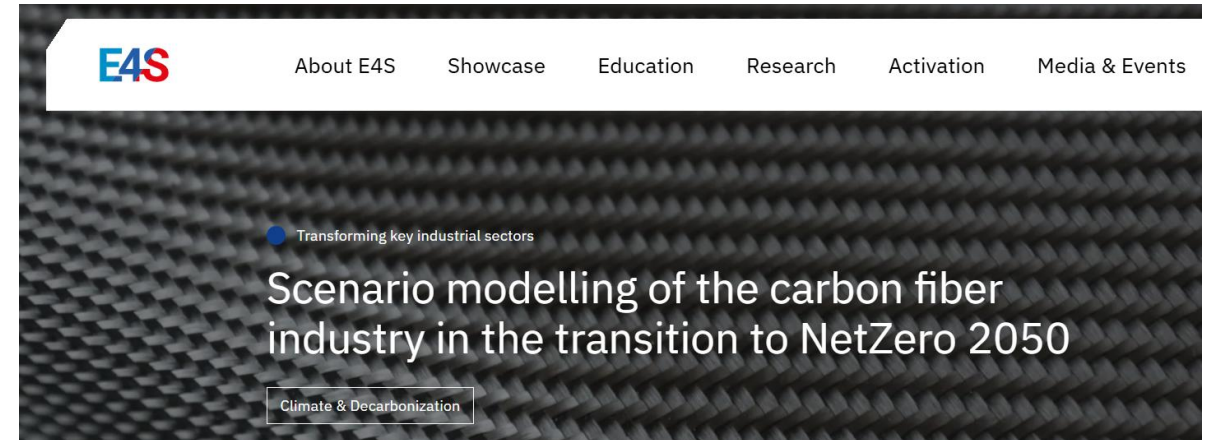 E4S
About E4S
Showcase
Education
Research
Activation
Media & Events
Transforming key industrial sectors
Scenario modelling of the carbon fiber
industry in the transition to NetZero 2050
Climate & Decarbonization